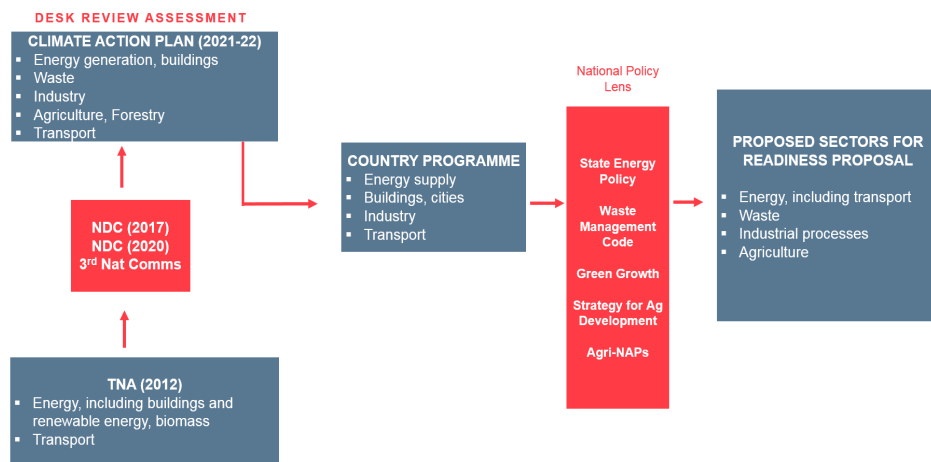 DESK REVIEW ASSESSMENT
CLIMATE ACTION PLAN (2021-22)
▪ Energy generation, buildings
▪ Waste
▪ Industry
▪ Agriculture, Forestry
▪ Transport
NDC (2017)
NDC (2020)
3rd Nat Comms
TNA (2012)
▪ Energy, including buildings and
renewable energy, biomass
▪ Transport
COUNTRY PROGRAMME
▪ Energy supply
▪ Buildings, cities
▪ Industry
▪ Transport
National Policy
Lens
State Energy
Policy
Waste
Management
Code
Green Growth
Strategy for Ag
Development
Agri-NAPs
PROPOSED SECTORS FOR
READINESS PROPOSAL
▪ Energy, including transport
▪ Waste
▪ Industrial processes
▪ Agriculture